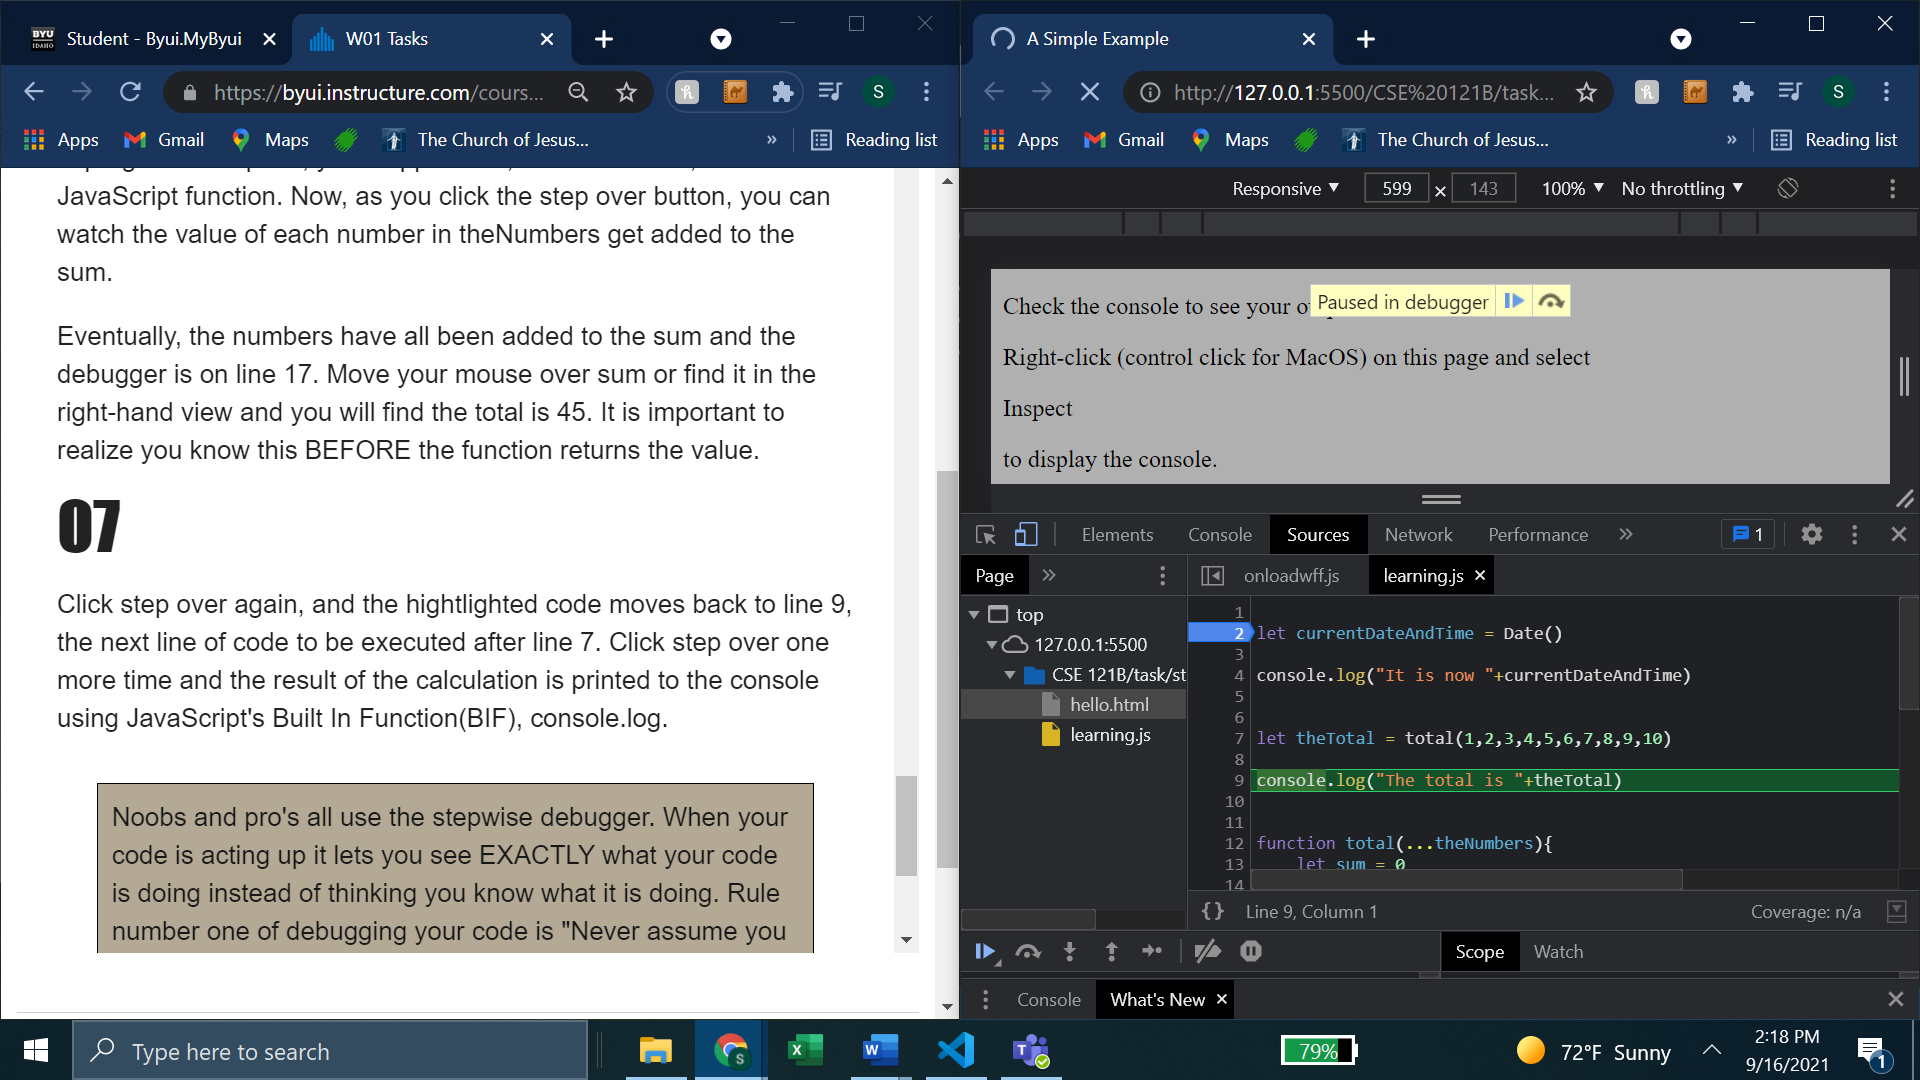 BYU IDAHO Student - Byui.MyByui
W01 Tasks
https://byui.instructure.com/cours...
S
Apps Gmail Maps The Church of Jesus... » Reading list
JavaScript function. Now, as you click the step over button, you can
watch the value of each number in theNumbers get added to the
sum.
Eventually, the numbers have all been added to the sum and the
debugger is on line 17. Move your mouse over sum or find it in the
right-hand view and you will find the total is 45. It is important to
realize you know this BEFORE the function returns the value.
07
Click step over again, and the hightlighted code moves back to line 9,
the next line of code to be executed after line 7. Click step over one
more time and the result of the calculation is printed to the console
using JavaScript's Built In Function(BIF), console.log.
Noobs and pro's all use the stepwise debugger. When your
code is acting up it lets you see EXACTLY what your code
is doing instead of thinking you know what it is doing. Rule
number one of debugging your code is "Never assume you
A Simple Example
http://127.0.0.1:5500/CSE%20121B/task...
S
Apps Gmail Maps The Church of Jesus... » Reading list
Responsive 599 × 143 100% No throttling
Check the console to see your o
Paused in debugger
Right-click (control click for MacOS) on this page and select
Inspect
to display the console.
Elements Console Sources Network Performance » 1
Page »
onloadwff.js learning.js
top
127.0.0.1:5500
CSE 121B/task/st
hello.html
learning.js
1
2 let currentDateAndTime = Date()
3
4 console.log("It is now "+currentDateAndTime)
5
6
7 let theTotal = total(1,2,3,4,5,6,7,8,9,10)
8
9 console.log("The total is "+theTotal)
10
11
12 function total(...theNumbers){
13 let sum = 0
14
{} Line 9, Column 1 Coverage: n/a
Scope Watch
Console What's New
Type here to search
79%
72°F Sunny
2:18 PM
9/16/2021
1